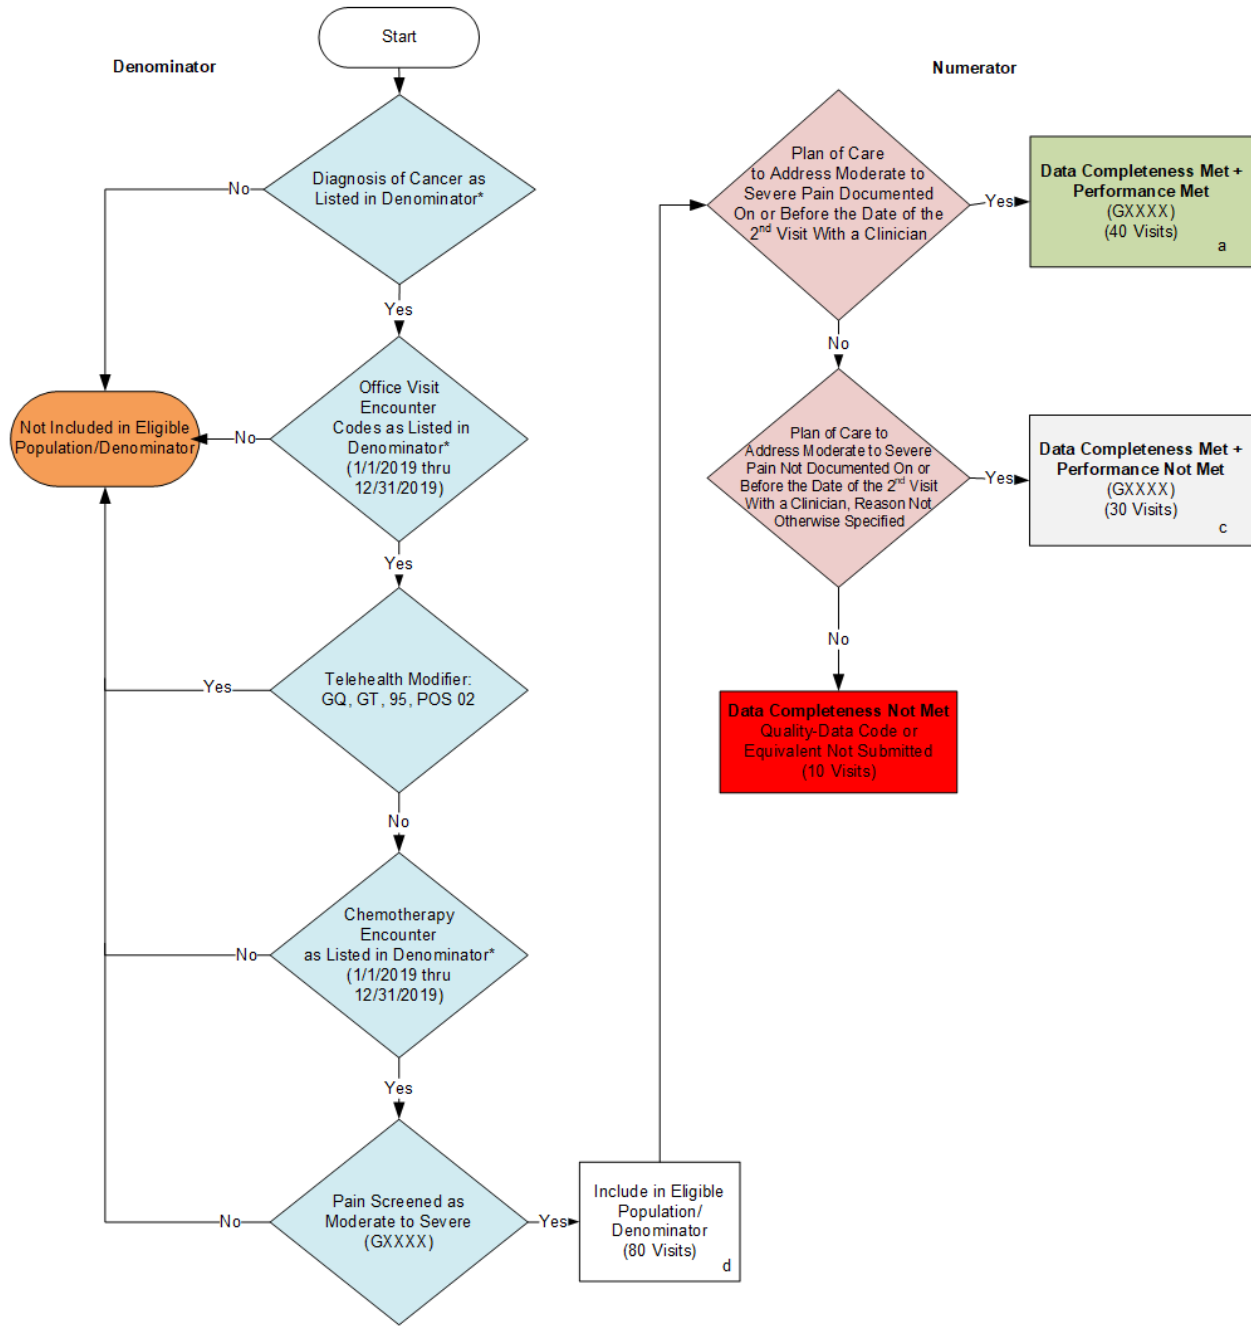 Start
Denominator
Diagnosis of Cancer as
Listed in Denominator*
No
Yes
Office Visit
Encounter
Codes as Listed in
Denominator*
(1/1/2019 thru
12/31/2019)
No
Not Included in Eligible
Population/Denominator
Yes
Telehealth Modifier:
GQ, GT, 95, POS 02
Yes
No
Chemotherapy
Encounter
as Listed in Denominator*
(1/1/2019 thru
12/31/2019)
No
Yes
Pain Screened as
Moderate to Severe
(GXXXX)
No
Yes
Include in Eligible
Population/
Denominator
(80 Visits)
d
Numerator
Plan of Care
to Address Moderate to
Severe Pain Documented
On or Before the Date of the
2nd Visit With a Clinician
Yes
Data Completeness Met +
Performance Met
(GXXXX)
(40 Visits)
a
No
Plan of Care to
Address Moderate to Severe
Pain Not Documented On or
Before the Date of the 2nd Visit
With a Clinician, Reason Not
Otherwise Specified
Yes
Data Completeness Met +
Performance Not Met
(GXXXX)
(30 Visits)
c
No
Data Completeness Not Met
Quality-Data Code or
Equivalent Not Submitted
(10 Visits)